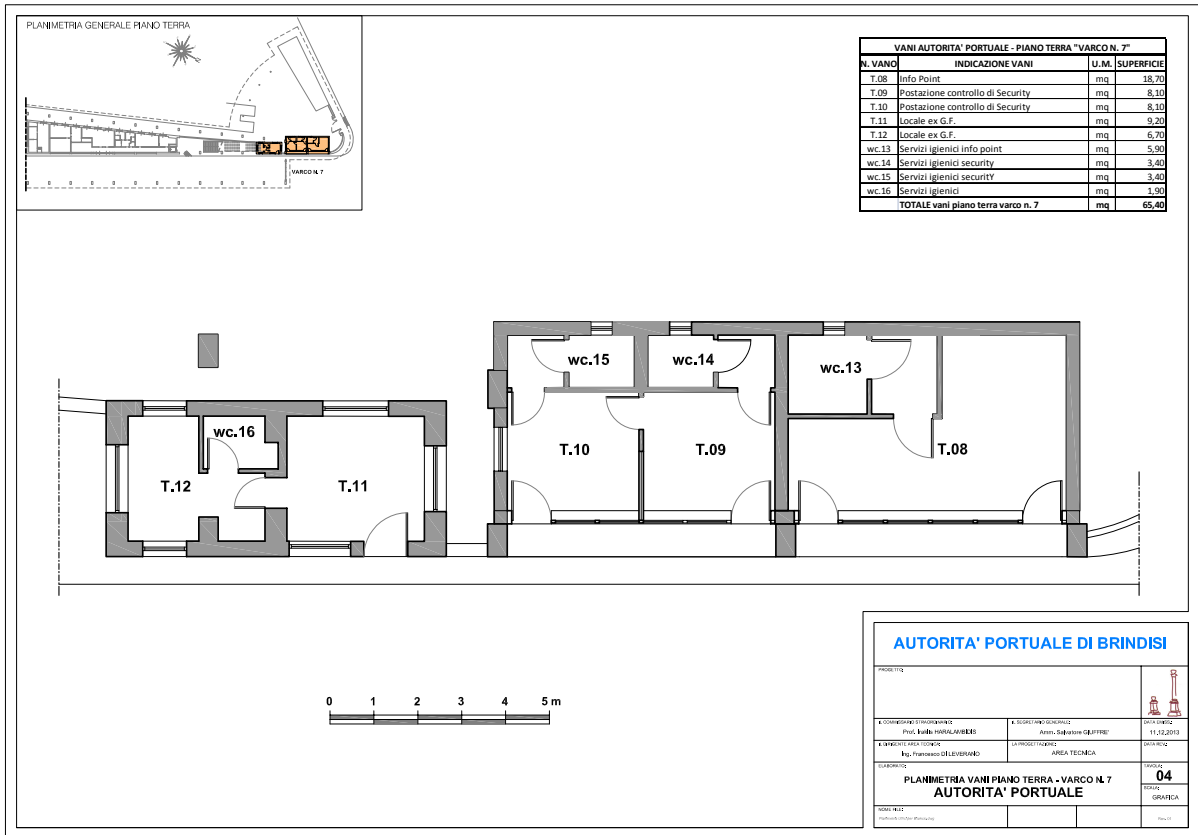 PLANIMETRIA GENERALE PIANO TERRA
VARCO N. 7
VANI AUTORITA' PORTUALE - PIANO TERRA "VARCO N. 7"
N. VANO INDICAZIONE VANI U.M. SUPERFICIE
T.08 Info Point mq 18,70
T.09 Postazione controllo di Security mq 8,10
T.10 Postazione controllo di Security mq 8,10
T.11 Locale ex G.F. mq 9,20
T.12 Locale ex G.F. mq 6,70
wc.13 Servizi igienici info point mq 5,90
wc.14 Servizi igienici security mq 3,40
wc.15 Servizi igienici securitY mq 3,40
wc.16 Servizi igienici mq 1,90
TOTALE vani piano terra varco n. 7 mq 65,40
wc.15
wc.14
wc.13
wc.16
T.10
T.09
T.08
T.12
T.11
0 1 2 3 4 5 m
AUTORITA' PORTUALE DI BRINDISI
PROGETTO:
IL COMMISSARIO STRAORDINARIO:
Prof. Iraklis HARALAMBIDIS
IL SEGRETARIO GENERALE:
Amm. Salvatore GIUFFRE'
DATA EMISS.:
11.12.2013
IL DIRIGENTE AREA TECNICA:
Ing. Francesco DI LEVERANO
LA PROGETTAZIONE:
AREA TECNICA
DATA REV.:
ELABORATO:
PLANIMETRIA VANI PIANO TERRA - VARCO N. 7
AUTORITA' PORTUALE
TAVOLA:
04
SCALA:
GRAFICA
NOME FILE: